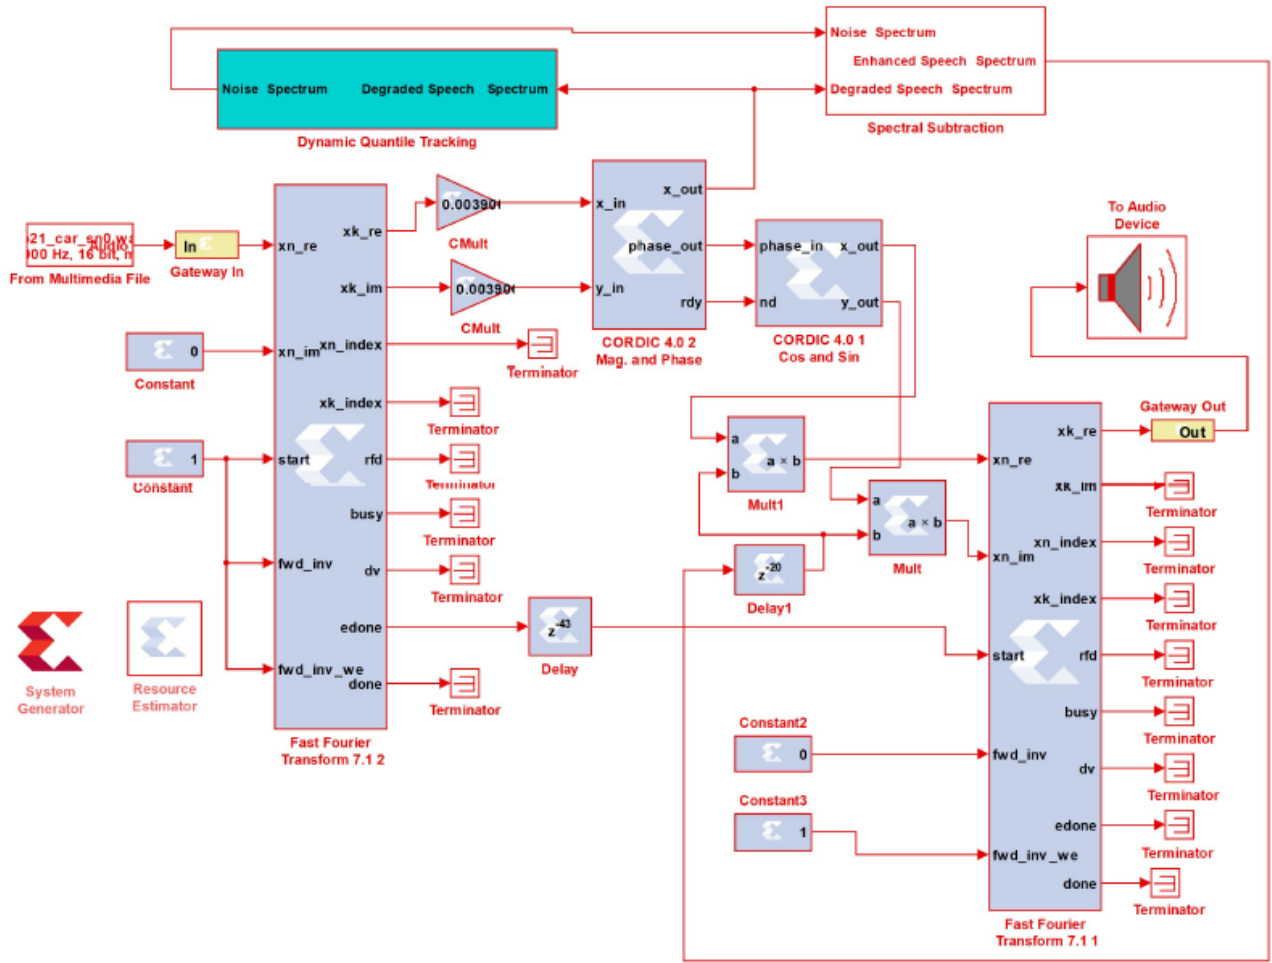 Noise Spectrum
Enhanced Speech Spectrum
Degraded Speech Spectrum
Spectral Subtraction
Noise Spectrum Degraded Speech Spectrum
Dynamic Quantile Tracking
Audio
From Multimedia File
In
Gateway In
0
Constant
1
Constant
System
Generator
Resource
Estimator
xn_re
xn_im
start
fwd_inv
fwd_inv_we
xk_re
xk_im
xn_index
xk_index
rfd
busy
dv
edone
done
Fast Fourier
Transform 7.1 2
CMult
CMult
Terminator
Terminator
Terminator
Terminator
Terminator
Terminator
z-43
Delay
x_in
y_in
x_out
phase_out
rdy
CORDIC 4.0 2
Mag. and Phase
phase_in
nd
x_out
y_out
CORDIC 4.0 1
Cos and Sin
To Audio
Device
a
b
a × b
Mult1
a
b
a × b
Mult
z-20
Delay1
Constant2
0
Constant3
1
xn_re
xn_im
start
fwd_inv
fwd_inv_we
xk_re
xk_im
xn_index
xk_index
rfd
busy
dv
edone
done
Fast Fourier
Transform 7.1 1
Gateway Out
Out
Terminator
Terminator
Terminator
Terminator
Terminator
Terminator
Terminator
Terminator